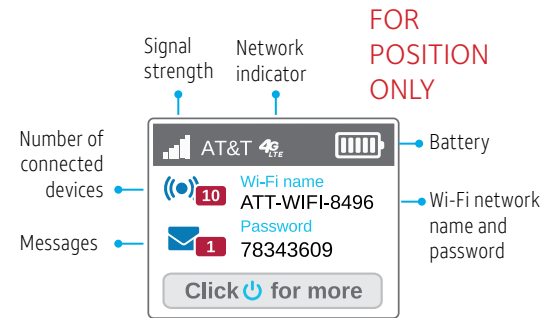 FOR
POSITION
ONLY
Signal
strength
Network
indicator
Number of
connected
devices
Messages
AT&T 4G
LTE
Wi-Fi name
10
ATT-WIFI-8496
Password
1
78343609
Click for more
Battery
Wi-Fi network
name and
password